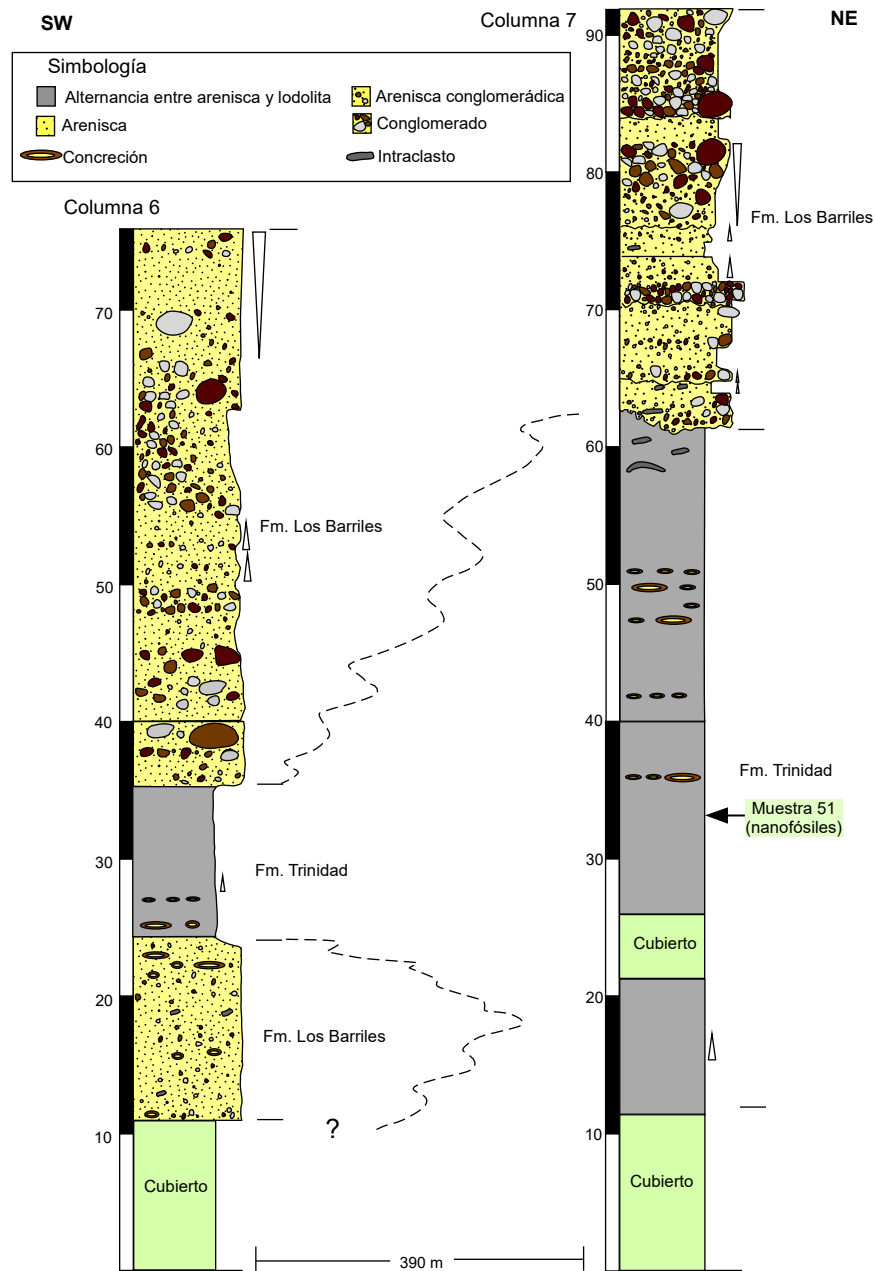 SW
Columna 7
NE
Simbología
Alternancia entre arenisca y lodolita
Arenisca conglomerádica
Arenisca
Conglomerado
Concreción
Intraclasto
Columna 6
90
80
70
60
50
40
30
20
10
Fm. Los Barriles
Fm. Trinidad
Muestra 51
(nanofósiles)
Cubierto
Cubierto
70
60
50
40
30
20
10
Fm. Los Barriles
Fm. Trinidad
Fm. Los Barriles
?
Cubierto
390 m